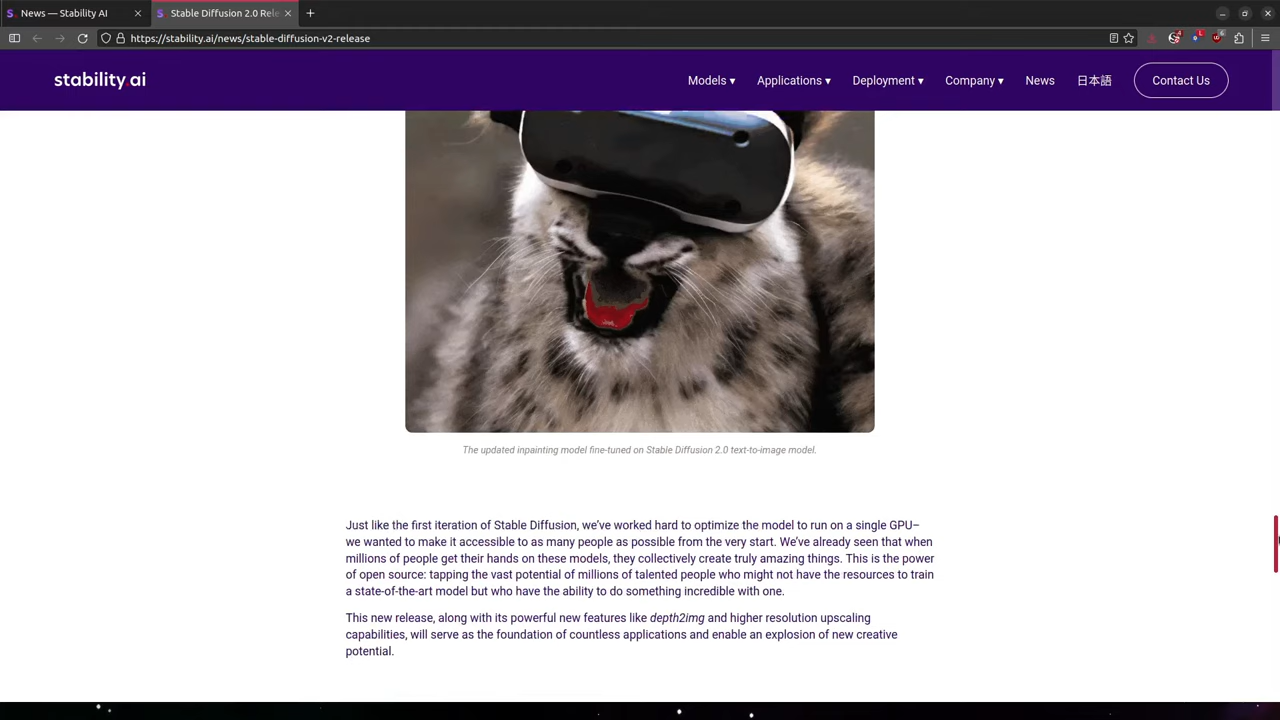 News — Stability AI
Stable Diffusion 2.0 Rele
https://stability.ai/news/stable-diffusion-v2-release
stability.ai
Models ▾
Applications ▾
Deployment ▾
Company ▾
News
日本語
Contact Us
The updated inpainting model fine-tuned on Stable Diffusion 2.0 text-to-image model.
Just like the first iteration of Stable Diffusion, we’ve worked hard to optimize the model to run on a single GPU–
we wanted to make it accessible to as many people as possible from the very start. We’ve already seen that when
millions of people get their hands on these models, they collectively create truly amazing things. This is the power
of open source: tapping the vast potential of millions of talented people who might not have the resources to train
a state-of-the-art model but who have the ability to do something incredible with one.
This new release, along with its powerful new features like depth2img and higher resolution upscaling
capabilities, will serve as the foundation of countless applications and enable an explosion of new creative
potential.